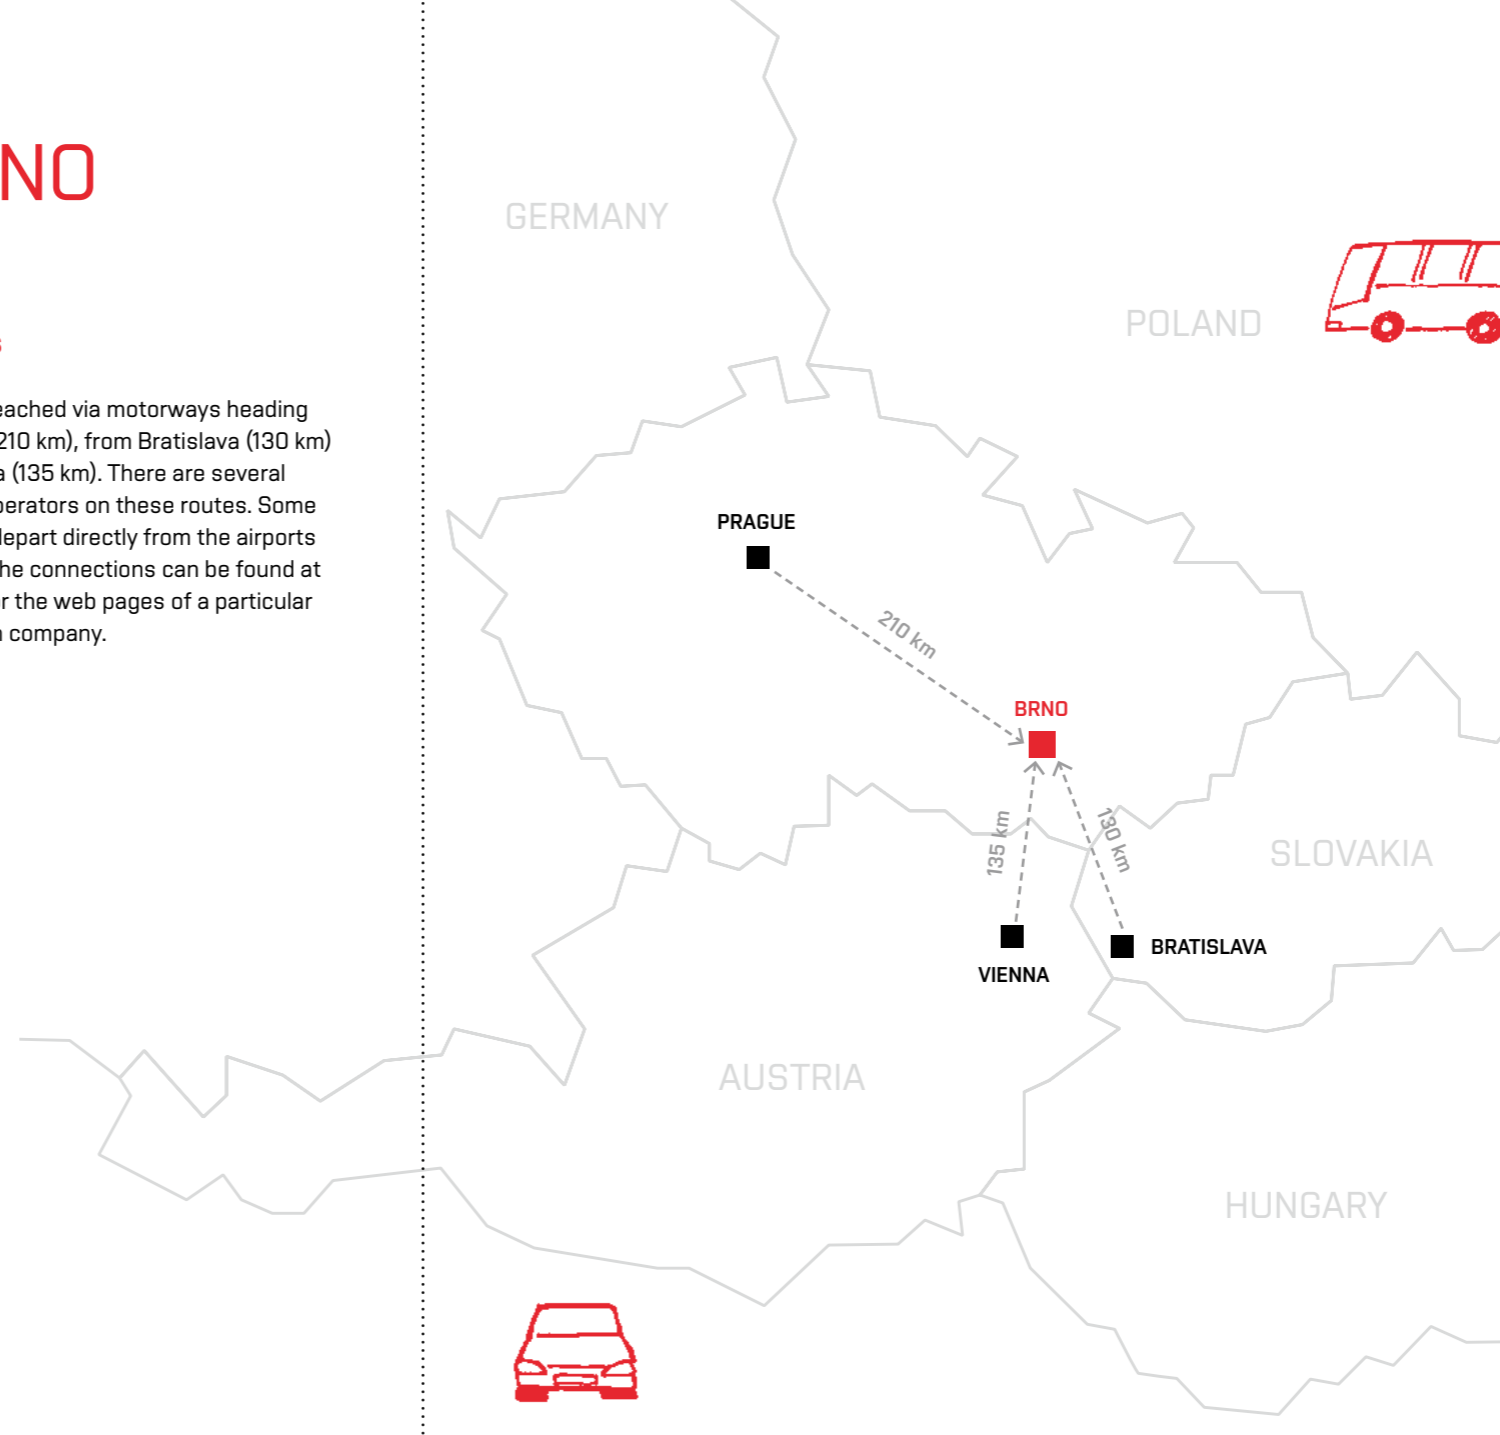 NO
eached via motorways heading
210 km), from Bratislava (130 km)
a (135 km). There are several
perators on these routes. Some
depart directly from the airports
he connections can be found at
r the web pages of a particular
company.
GERMANY
POLAND
PRAGUE
210 km
BRNO
135 km
130 km
SLOVAKIA
VIENNA
BRATISLAVA
AUSTRIA
HUNGARY